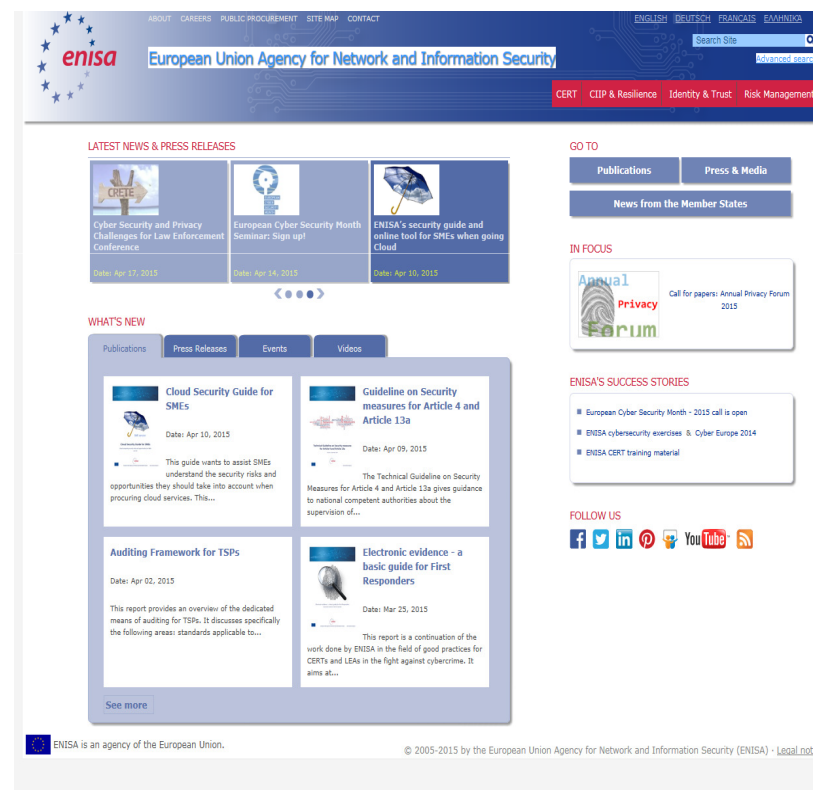 ABOUT CAREERS PUBLIC PROCUREMENT SITE MAP CONTACT
ENGLISH DEUTSCH FRANCAIS ΕΛΛΗΝΙΚΑ
Search Site
enisa
European Union Agency for Network and Information Security
Advanced searc
CERT CIIP & Resilience Identity & Trust Risk Management
LATEST NEWS & PRESS RELEASES
CRETE
Cyber Security and Privacy
Challenges for Law Enforcement
Conference
Date: Apr 17, 2015
European Cyber Security Month
Seminar: Sign up!
Date: Apr 14, 2015
ENISA's security guide and
online tool for SMEs when going
Cloud
Date: Apr 10, 2015
WHAT'S NEW
Publications Press Releases Events Videos
Cloud Security Guide for
SMEs
Date: Apr 10, 2015
This guide wants to assist SMEs
understand the security risks and
opportunities they should take into account when
procuring cloud services. This...
Guideline on Security
measures for Article 4 and
Article 13a
Date: Apr 09, 2015
The Technical Guideline on Security
Measures for Article 4 and Article 13a gives guidance
to national competent authorities about the
supervision of...
Auditing Framework for TSPs
Date: Apr 02, 2015
This report provides an overview of the dedicated
means of auditing for TSPs. It discusses specifically
the following areas: standards applicable to...
Electronic evidence - a
basic guide for First
Responders
Date: Mar 25, 2015
This report is a continuation of the
work done by ENISA in the field of good practices for
CERTs and LEAs in the fight against cybercrime. It
aims at...
See more
GO TO
Publications
Press & Media
News from the Member States
IN FOCUS
Annual
Privacy
Forum
Call for papers: Annual Privacy Forum
2015
ENISA'S SUCCESS STORIES
European Cyber Security Month - 2015 call is open
ENISA cybersecurity exercises & Cyber Europe 2014
ENISA CERT training material
FOLLOW US
You Tube
ENISA is an agency of the European Union.
© 2005-2015 by the European Union Agency for Network and Information Security (ENISA) - Legal not